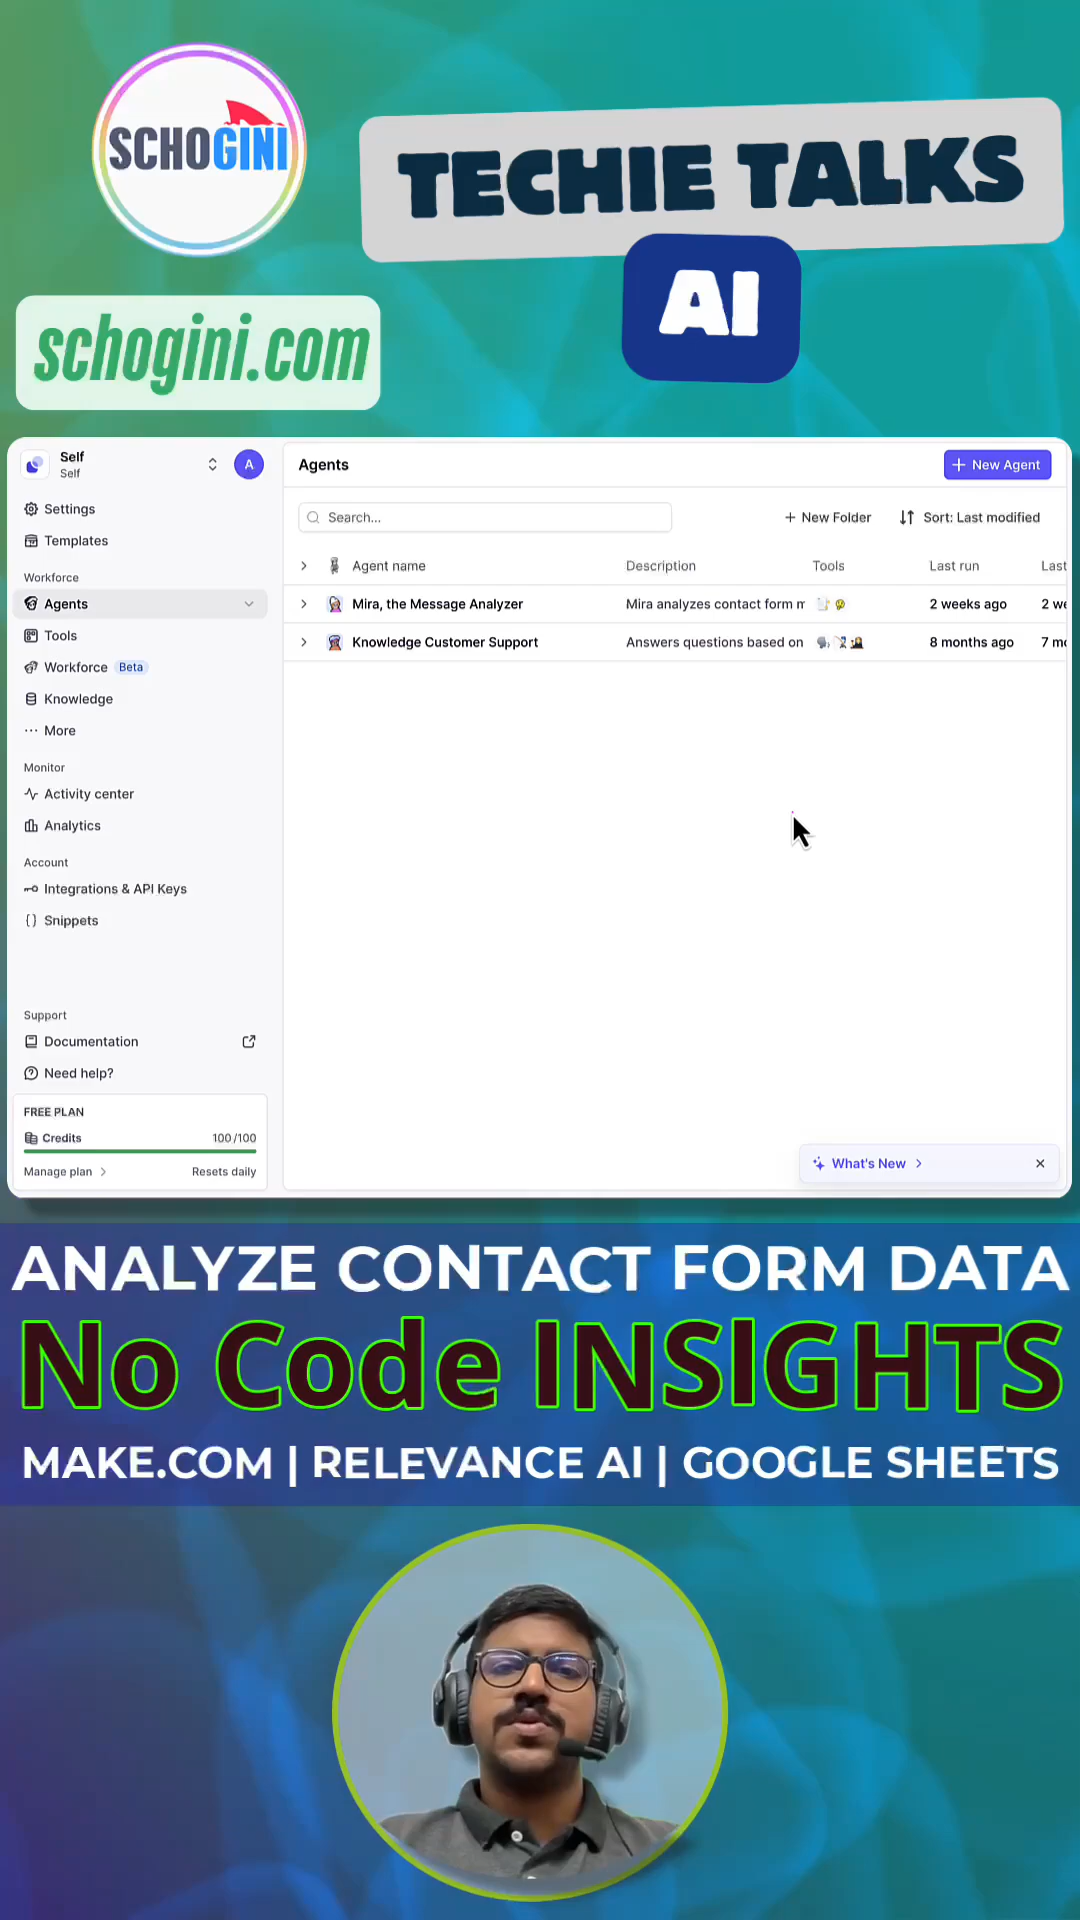 SCHOGINI
TECHIE TALKS
AI
schogini.com
Self
Self
A
Settings
Templates
Workforce
Agents
Tools
Workforce Beta
Knowledge
More
Monitor
Activity center
Analytics
Account
Integrations & API Keys
Snippets
Support
Documentation
Need help?
FREE PLAN
Credits 100/100
Manage plan Resets daily
Agents
New Agent
Search...
New Folder
Sort: Last modified
Agent name Description Tools Last run Last
Mira, the Message Analyzer Mira analyzes contact form m 2 weeks ago 2 we
Knowledge Customer Support Answers questions based on 8 months ago 7 mo
What's New
ANALYZE CONTACT FORM DATA
No Code INSIGHTS
MAKE.COM | RELEVANCE AI | GOOGLE SHEETS